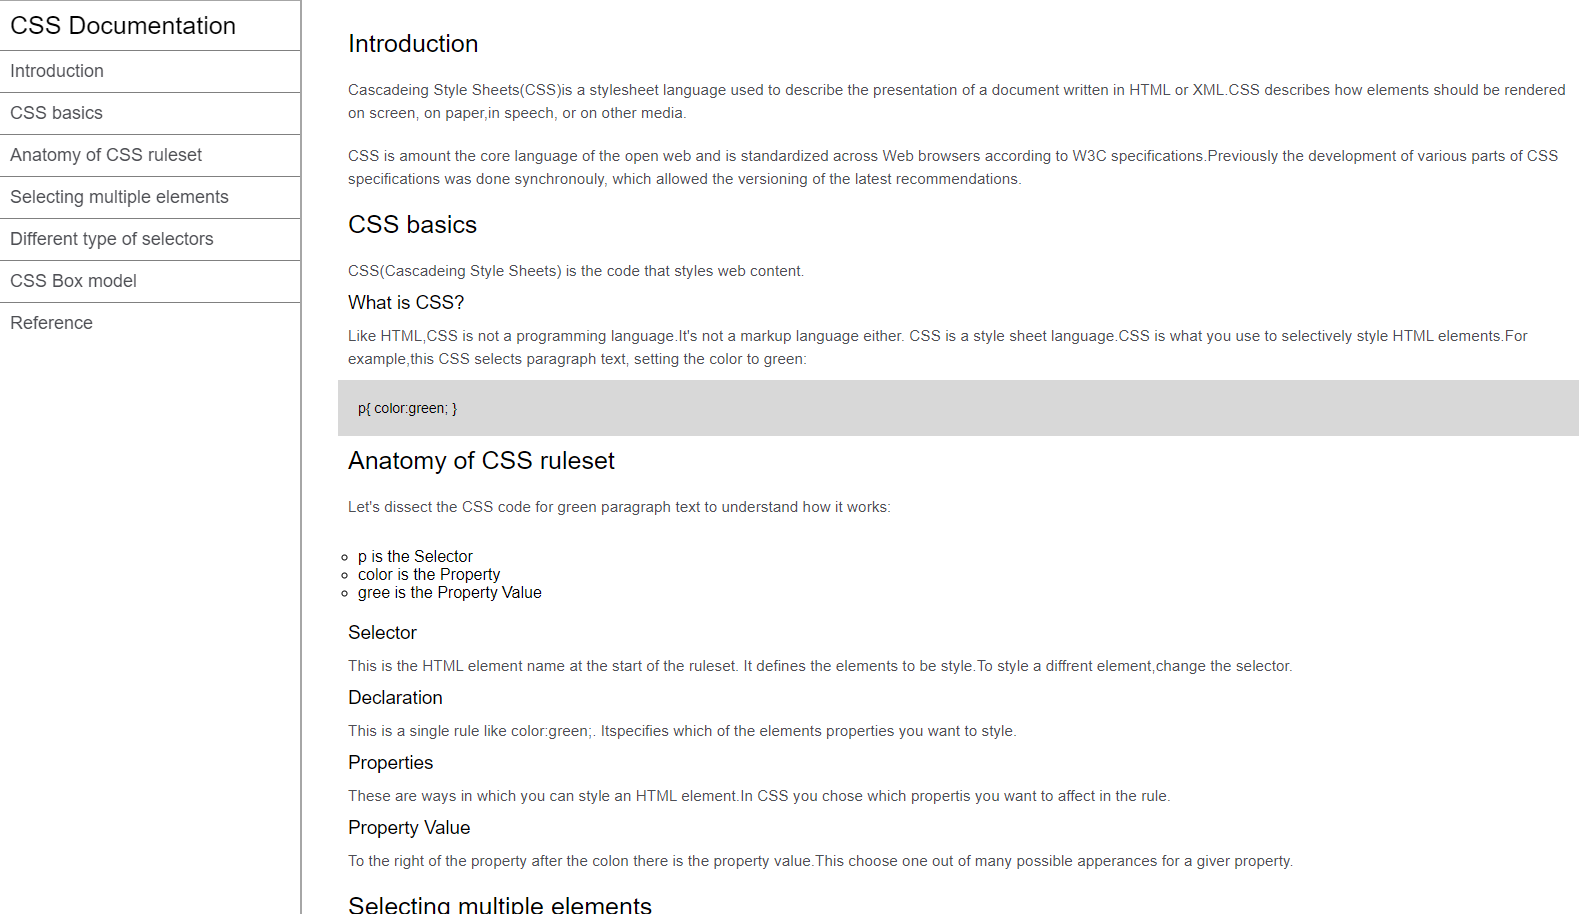 CSS Documentation
Introduction
CSS basics
Anatomy of CSS ruleset
Selecting multiple elements
Different type of selectors
CSS Box model
Reference
Introduction
Cascadeing Style Sheets(CSS)is a stylesheet language used to describe the presentation of a document written in HTML or XML.CSS describes how elements should be rendered
on screen, on paper,in speech, or on other media.
CSS is amount the core language of the open web and is standardized across Web browsers according to W3C specifications.Previously the development of various parts of CSS
specifications was done synchronouly, which allowed the versioning of the latest recommendations.
CSS basics
CSS(Cascadeing Style Sheets) is the code that styles web content.
What is CSS?
Like HTML,CSS is not a programming language.It's not a markup language either. CSS is a style sheet language.CSS is what you use to selectively style HTML elements.For
example,this CSS selects paragraph text, setting the color to green:
p{ color:green; }
Anatomy of CSS ruleset
Let's dissect the CSS code for green paragraph text to understand how it works:
p is the Selector
color is the Property
gree is the Property Value
Selector
This is the HTML element name at the start of the ruleset. It defines the elements to be style.To style a diffrent element,change the selector.
Declaration
This is a single rule like color:green;. Itspecifies which of the elements properties you want to style.
Properties
These are ways in which you can style an HTML element.In CSS you chose which propertis you want to affect in the rule.
Property Value
To the right of the property after the colon there is the property value.This choose one out of many possible apperances for a giver property.
Selecting multiple elements